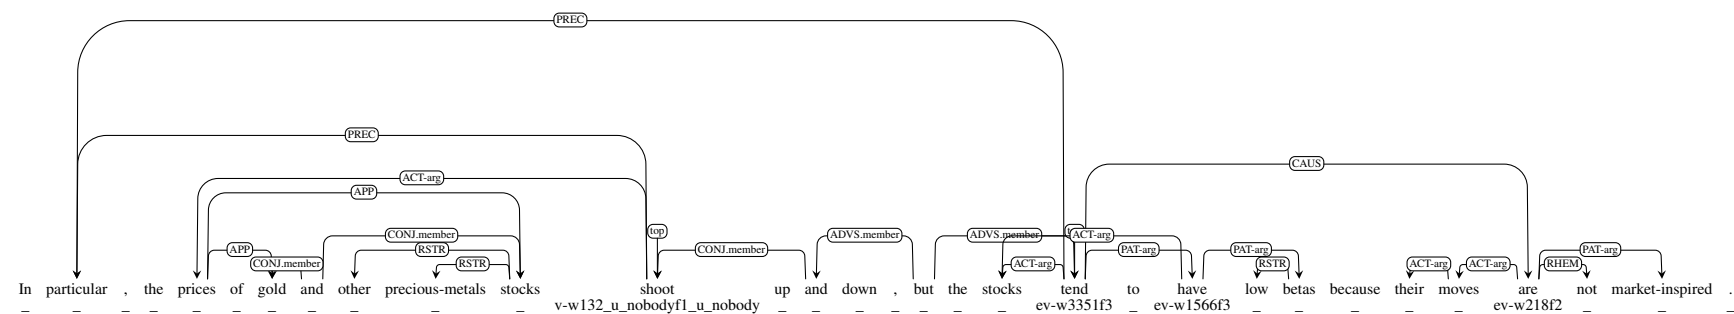 PREC
PREC
CAUS
ACT-arg
APP
top
CONJ.member ADVS.member ADVS.member ACT-arg
APP RSTR CONJ.member PAT-arg PAT-arg PAT-arg
CONJ.member RSTR ACT-arg RSTR ACT-arg ACT-arg RHEM
In particular , the prices of gold and other precious-metals stocks shoot up and down , but the stocks tend to have low betas because their moves are not market-inspired .
_ _ _ _ _ _ _ _ _ _ _ v-w132_u_nobodyf1_u_nobody _ _ _ _ _ _ _ ev-w3351f3 _ ev-w1566f3 _ _ _ _ _ ev-w218f2 _ _ _